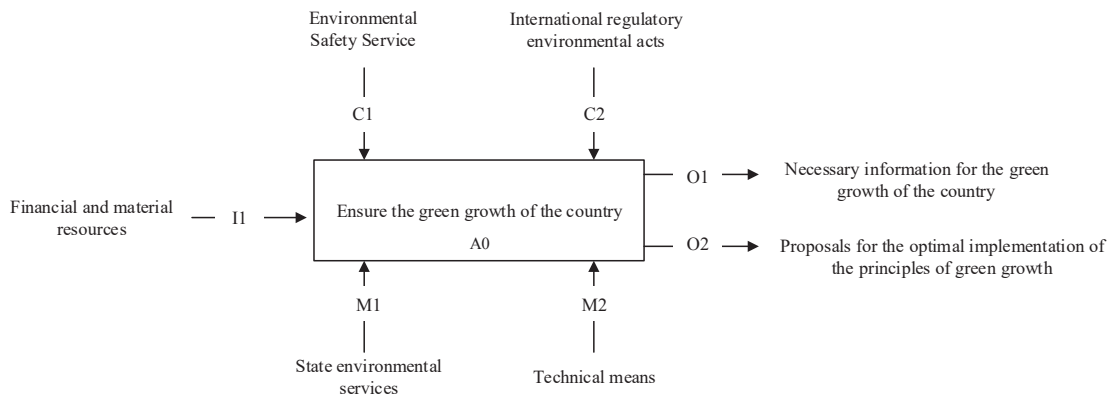 Environmental
Safety Service
International regulatory
environmental acts
C1
C2
Financial and material
resources
I1
Ensure the green growth of the country
A0
O1
Necessary information for the green
growth of the country
O2
Proposals for the optimal implementation of
the principles of green growth
M1
M2
State environmental
services
Technical means